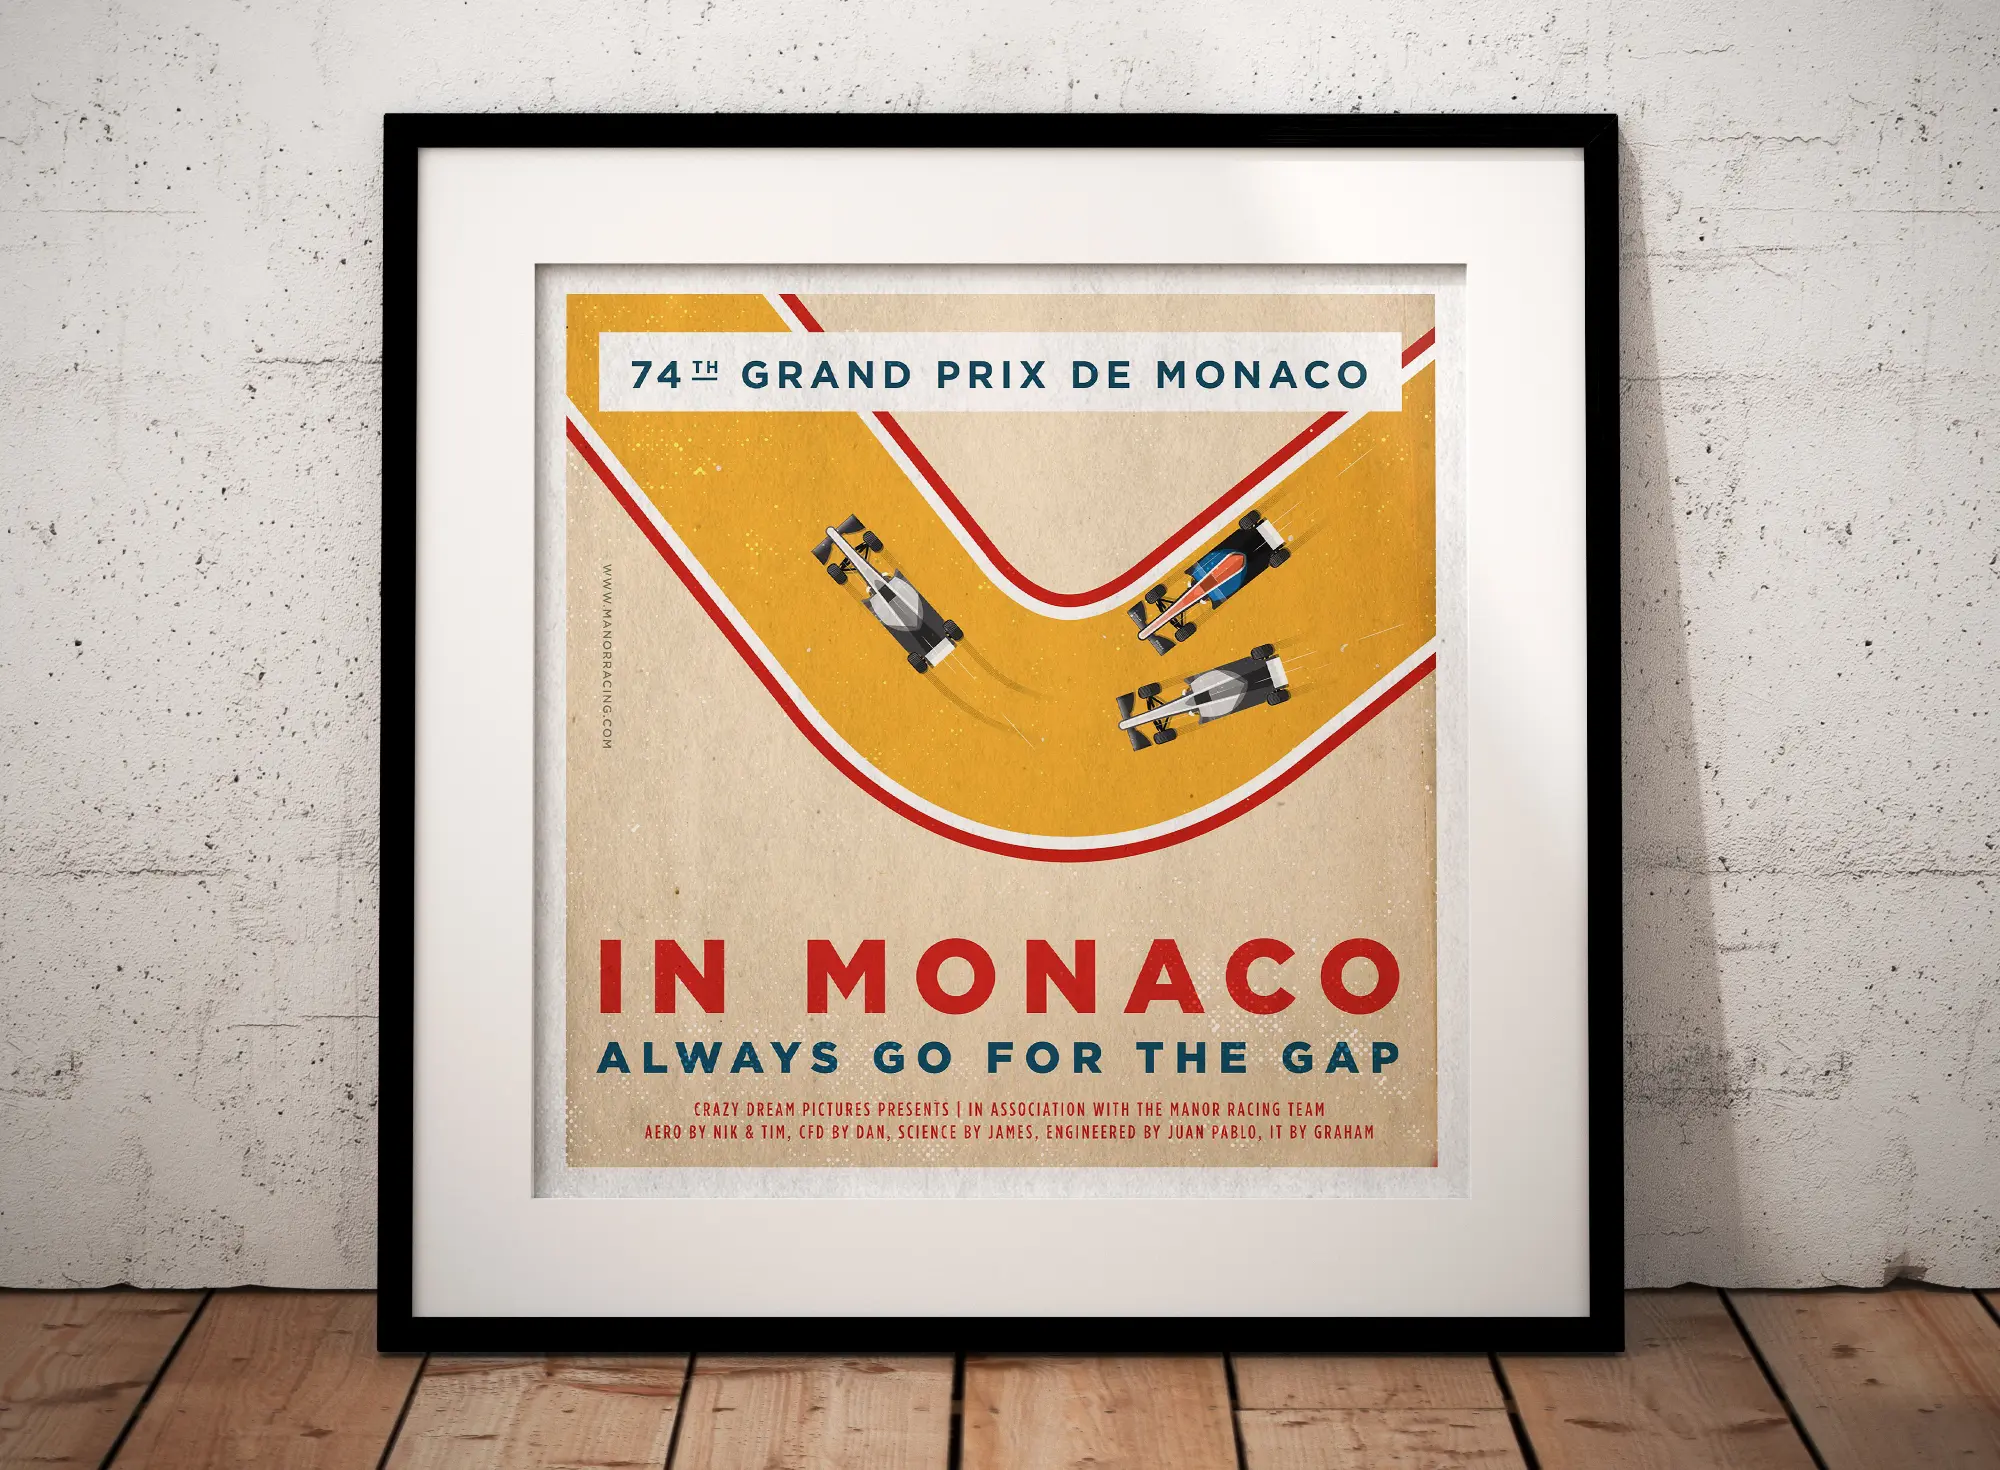 74TH GRAND PRIX DE MONACO
WWW.MANORRACING.COM
IN MONACO
ALWAYS GO FOR THE GAP
CRAZY DREAM PICTURES PRESENTS | IN ASSOCIATION WITH THE MANOR RACING TEAM
AERO BY NIK & TIM, CFD BY DAN, SCIENCE BY JAMES, ENGINEERED BY JUAN PABLO, IT BY GRAHAM